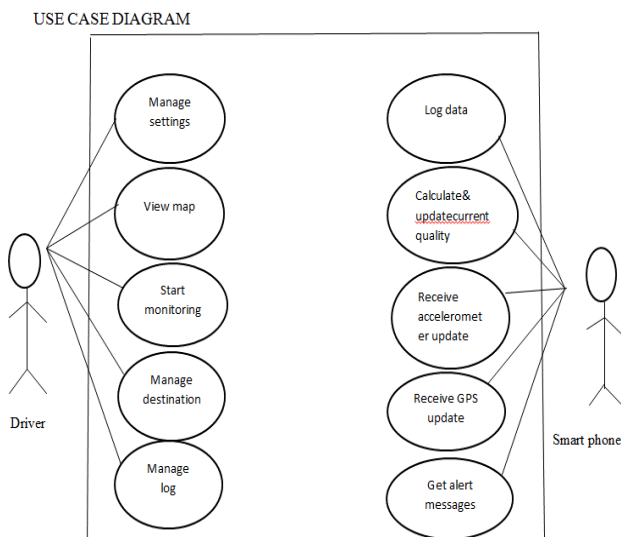 USE CASE DIAGRAM
Manage
settings
View map
Start
monitoring
Manage
destination
Manage
log
Driver
Log data
Calculate&
updatecurrent
quality
Receive
acceleromet
er update
Receive GPS
update
Get alert
messages
Smart phone